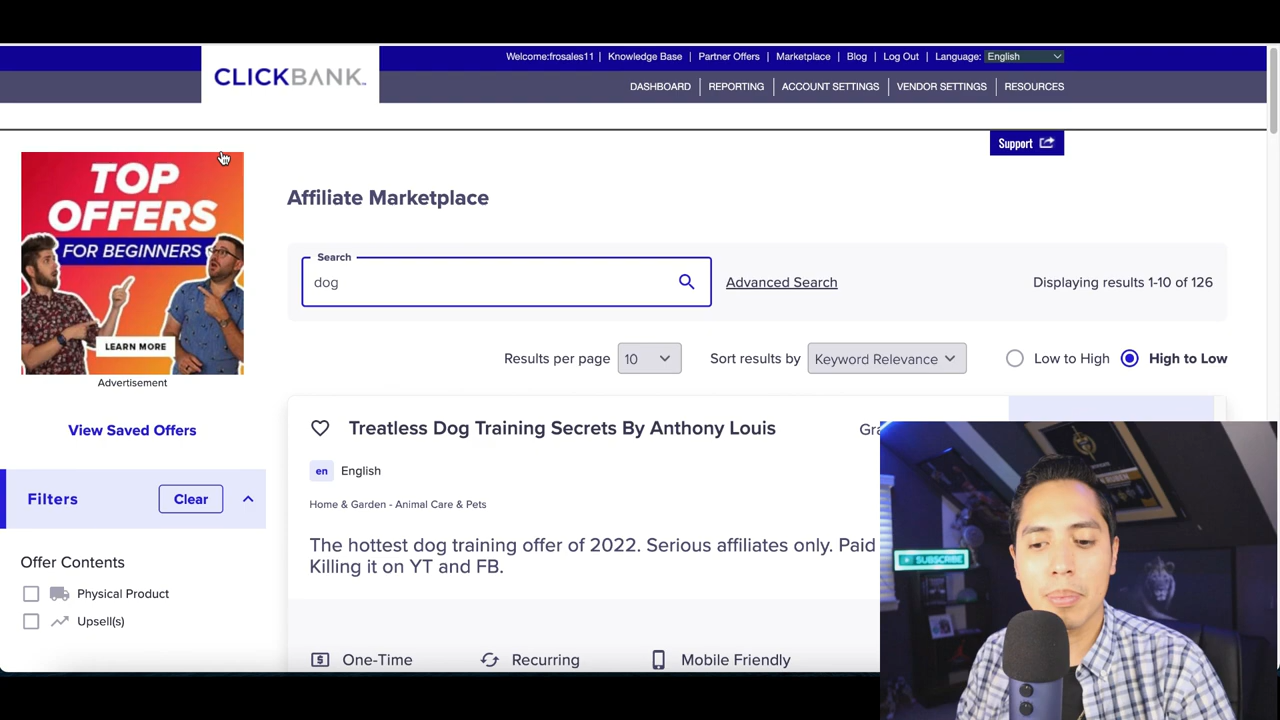 Welcome:frosales11 | Knowledge Base | Partner Offers | Marketplace | Blog | Log Out | Language: English
CLICKBANK
DASHBOARD | REPORTING | ACCOUNT SETTINGS | VENDOR SETTINGS | RESOURCES
Support
TOP
OFFERS
FOR BEGINNERS
LEARN MORE
Advertisement
View Saved Offers
Filters Clear
Offer Contents
Physical Product
Upsell(s)
Affiliate Marketplace
Search
dog
Advanced Search
Displaying results 1-10 of 126
Results per page 10 Sort results by Keyword Relevance Low to High High to Low
Treatless Dog Training Secrets By Anthony Louis
en English
Home & Garden - Animal Care & Pets
The hottest dog training offer of 2022. Serious affiliates only. Paid
Killing it on YT and FB.
One-Time Recurring Mobile Friendly
SUBSCRIBE